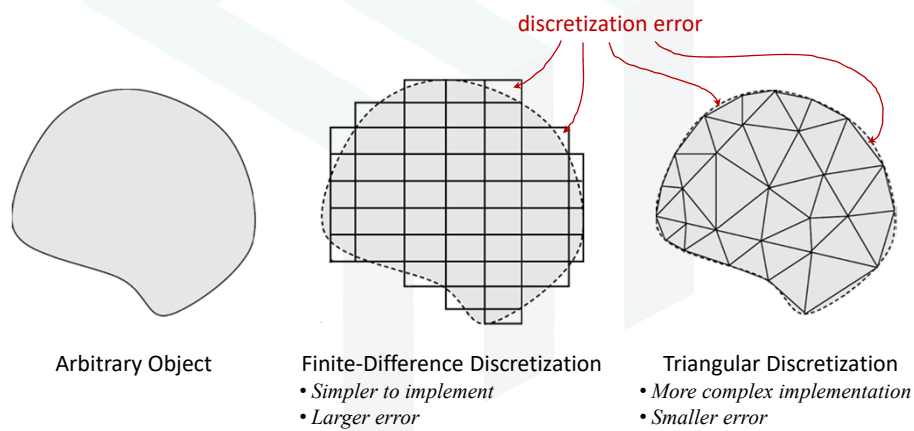 discretization error
Arbitrary Object
Finite-Difference Discretization
• Simpler to implement
• Larger error
Triangular Discretization
• More complex implementation
• Smaller error